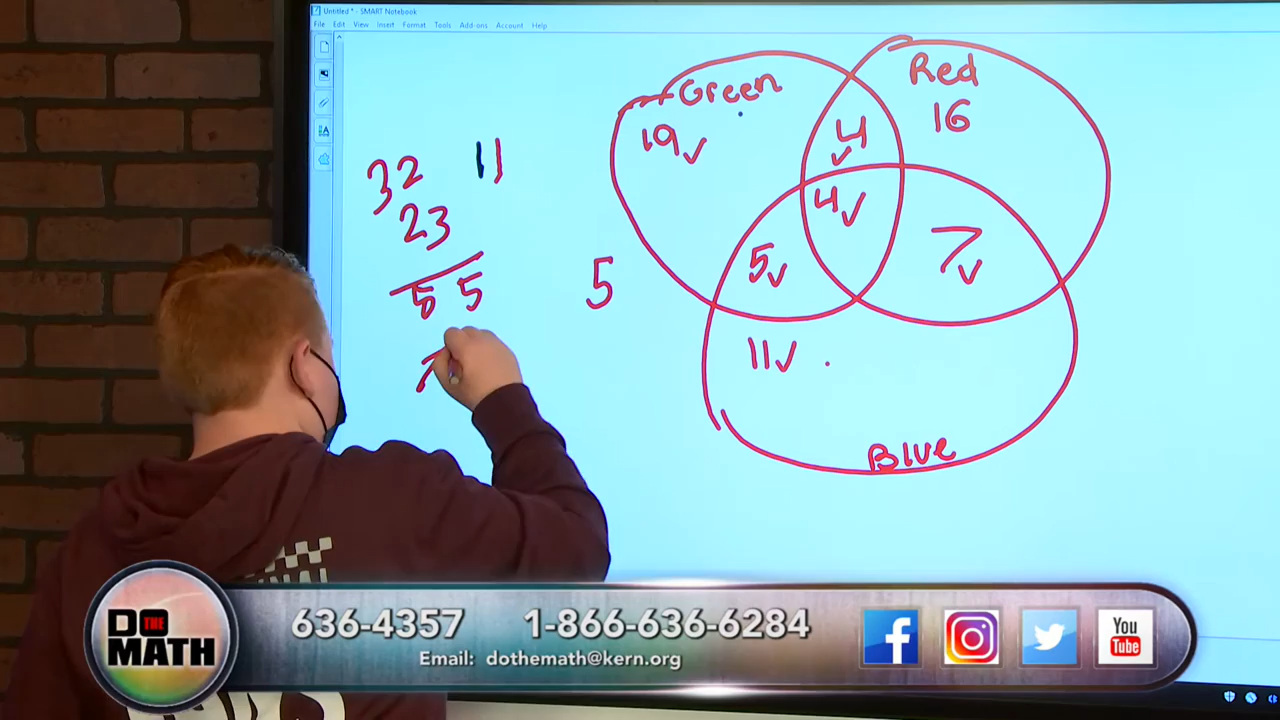 Untitled * - SMART Notebook
File Edit View Insert Format Tools Add-ons Account Help
Green
Red
19✓
4
✓
16
32
11
23
4✓
55
5
5✓
7✓
7
11✓
Blue
DO THE MATH
636-4357 1-866-636-6284
Email: dothemath@kern.org
You Tube